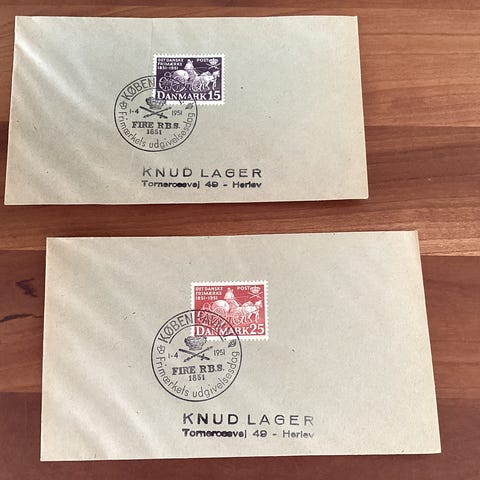 DET DANSKE POST
FRIMÆRKE
1851-1951
DANMARK 15
KØBEN
1-4 1951
FIRE R.B.S.
1851
Frimærkets udgivelsesdag
KNUD LAGER
Tornerosevej 49 - Herlev
DET DANSKE POST
FRIMÆRKE
1851-1951
DANMARK 25
KØBENHAVN
1-4 1951
FIRE R.B.S.
1851
Frimærkets udgivelsesdag
KNUD LAGER
Tornerosevej 49 - Herlev